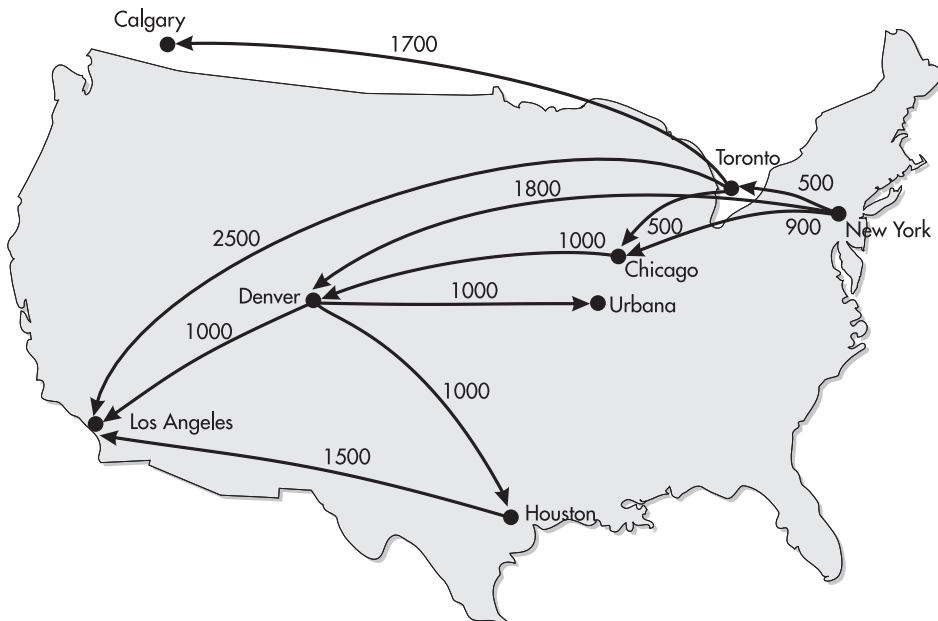 Calgary
1700
Toronto
500
1800
500
900
New York
2500
1000
Chicago
Denver
1000
Urbana
1000
1000
Los Angeles
1500
Houston